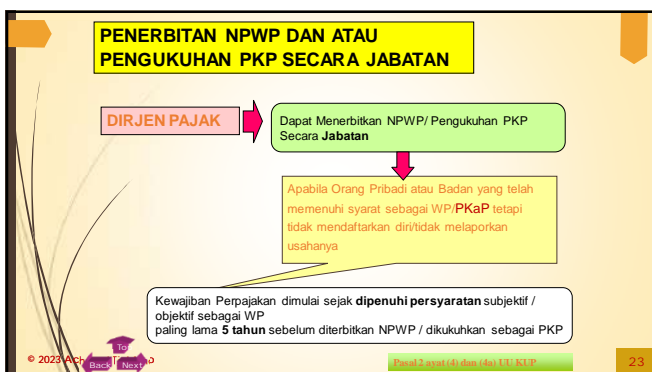 PENERBITAN NPWP DAN ATAU
PENGUKUHAN PKP SECARA JABATAN
DIRJEN PAJAK
Dapat Menerbitkan NPWP/ Pengukuhan PKP
Secara Jabatan
Apabila Orang Pribadi atau Badan yang telah
memenuhi syarat sebagai WP/PKaP tetapi
tidak mendaftarkan diri/tidak melaporkan
usahanya
Kewajiban Perpajakan dimulai sejak dipenuhi persyaratan subjektif /
objektif sebagai WP
paling lama 5 tahun sebelum diterbitkan NPWP / dikukuhkan sebagai PKP
To
Back Next
© 2023
Pasal 2 ayat (4) dan (4a) UU KUP
23